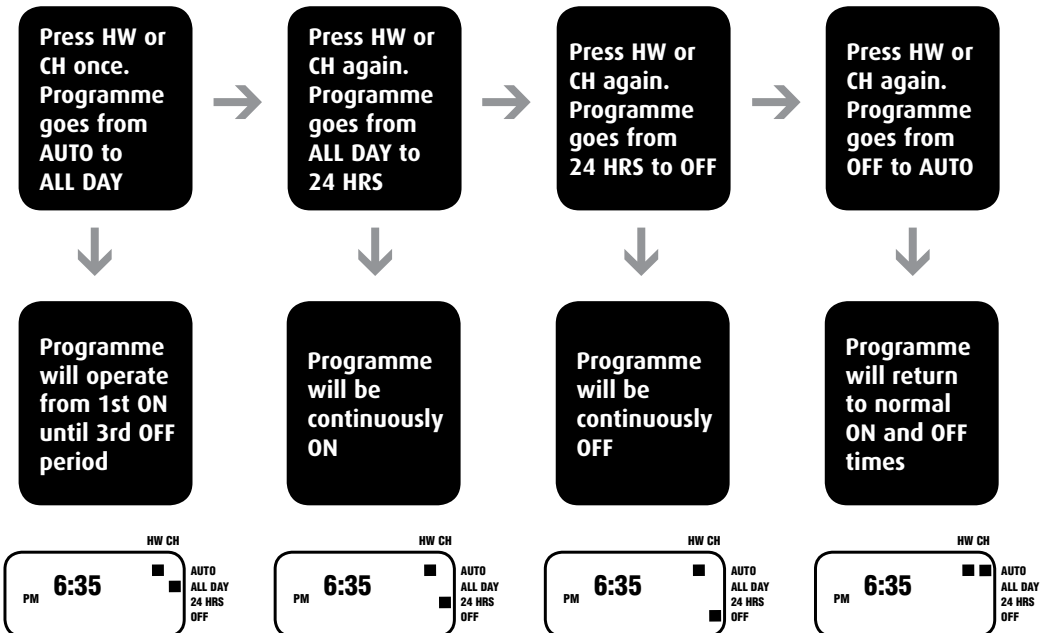 Press HW or
CH once.
Programme
goes from
AUTO to
ALL DAY
Press HW or
CH again.
Programme
goes from
ALL DAY to
24 HRS
Press HW or
CH again.
Programme
goes from
24 HRS to OFF
Press HW or
CH again.
Programme
goes from
OFF to AUTO
Programme
will operate
from 1st ON
until 3rd OFF
period
Programme
will be
continuously
ON
Programme
will be
continuously
OFF
Programme
will return
to normal
ON and OFF
times
HW CH
PM 6:35
AUTO
ALL DAY
24 HRS
OFF
HW CH
PM 6:35
AUTO
ALL DAY
24 HRS
OFF
HW CH
PM 6:35
AUTO
ALL DAY
24 HRS
OFF
HW CH
PM 6:35
AUTO
ALL DAY
24 HRS
OFF